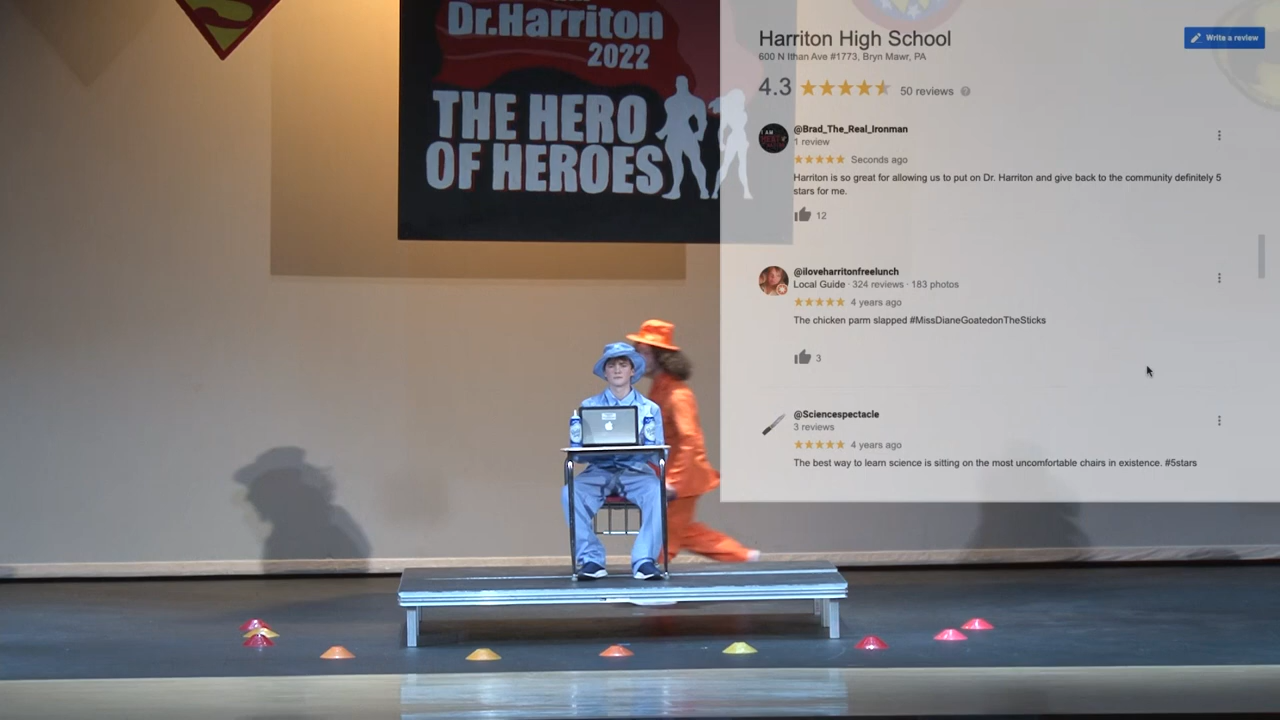 Dr.Harriton
2022
THE HERO
OF HEROES
Harriton High School
600 N Ithan Ave #1773, Bryn Mawr, PA
Write a review
4.3
50 reviews
@Brad_The_Real_Ironman
1 review
Seconds ago
Harriton is so great for allowing us to put on Dr. Harriton and give back to the community definitely 5
stars for me.
12
@iloveharritonfreelunch
Local Guide · 324 reviews · 183 photos
4 years ago
The chicken parm slapped #MissDianeGoatedonTheSticks
3
@Sciencespectacle
3 reviews
4 years ago
The best way to learn science is sitting on the most uncomfortable chairs in existence. #5stars